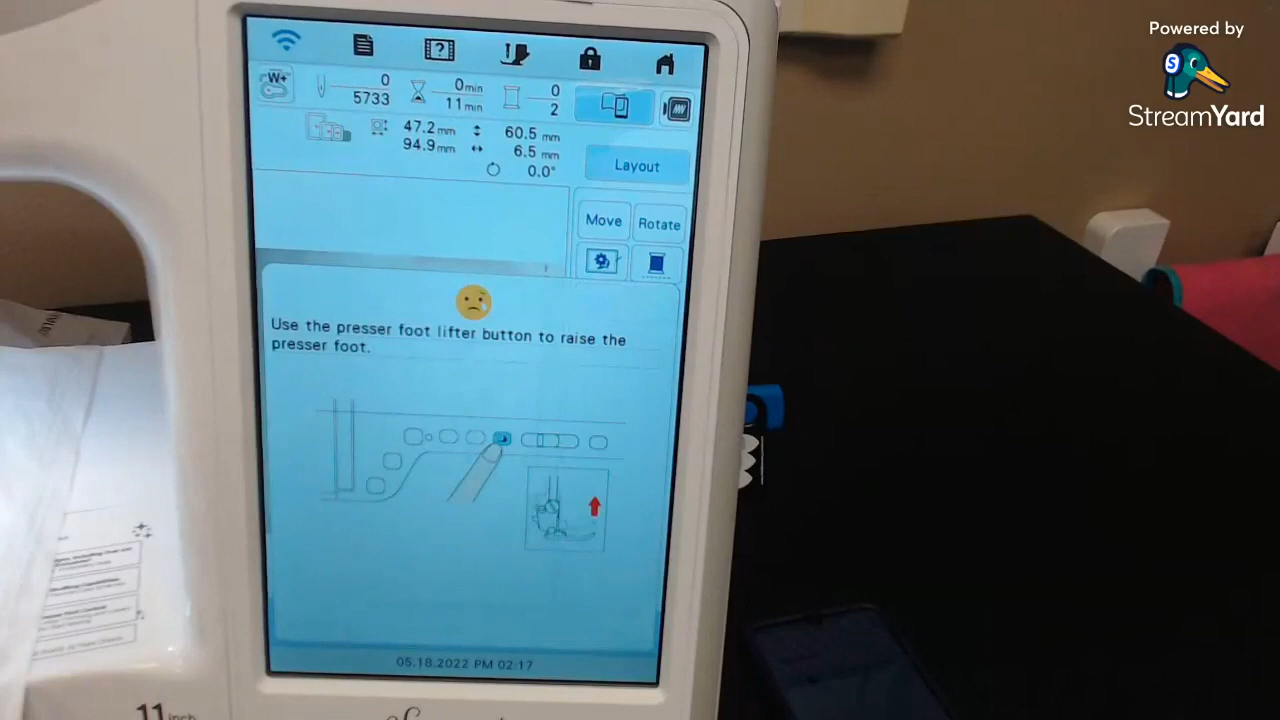 Powered by
StreamYard
W+
0
5733
0min
11min
0
2
47.2mm
94.9mm
60.5 mm
6.5 mm
0.0°
Layout
Move
Rotate
Use the presser foot lifter button to raise the
presser foot.
05.18.2022 PM 02:17
11 inch